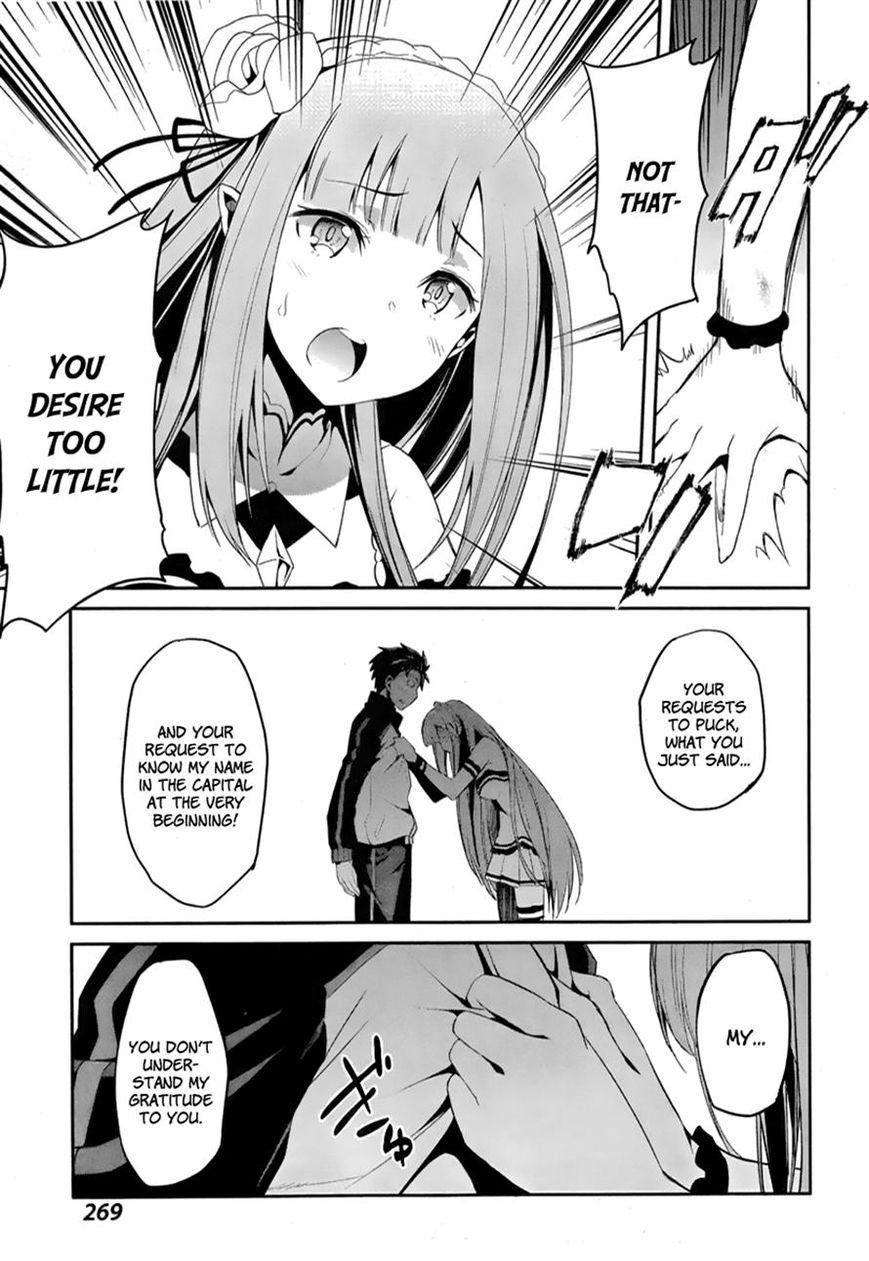 NOT
THAT-
YOU
DESIRE
TOO
LITTLE!
YOUR
REQUESTS
TO PUCK,
WHAT YOU
JUST SAID...
AND YOUR
REQUEST TO
KNOW MY NAME
IN THE CAPITAL
AT THE VERY
BEGINNING!
MY...
YOU DON'T
UNDER-
STAND MY
GRATITUDE
TO YOU.
ギュ
269